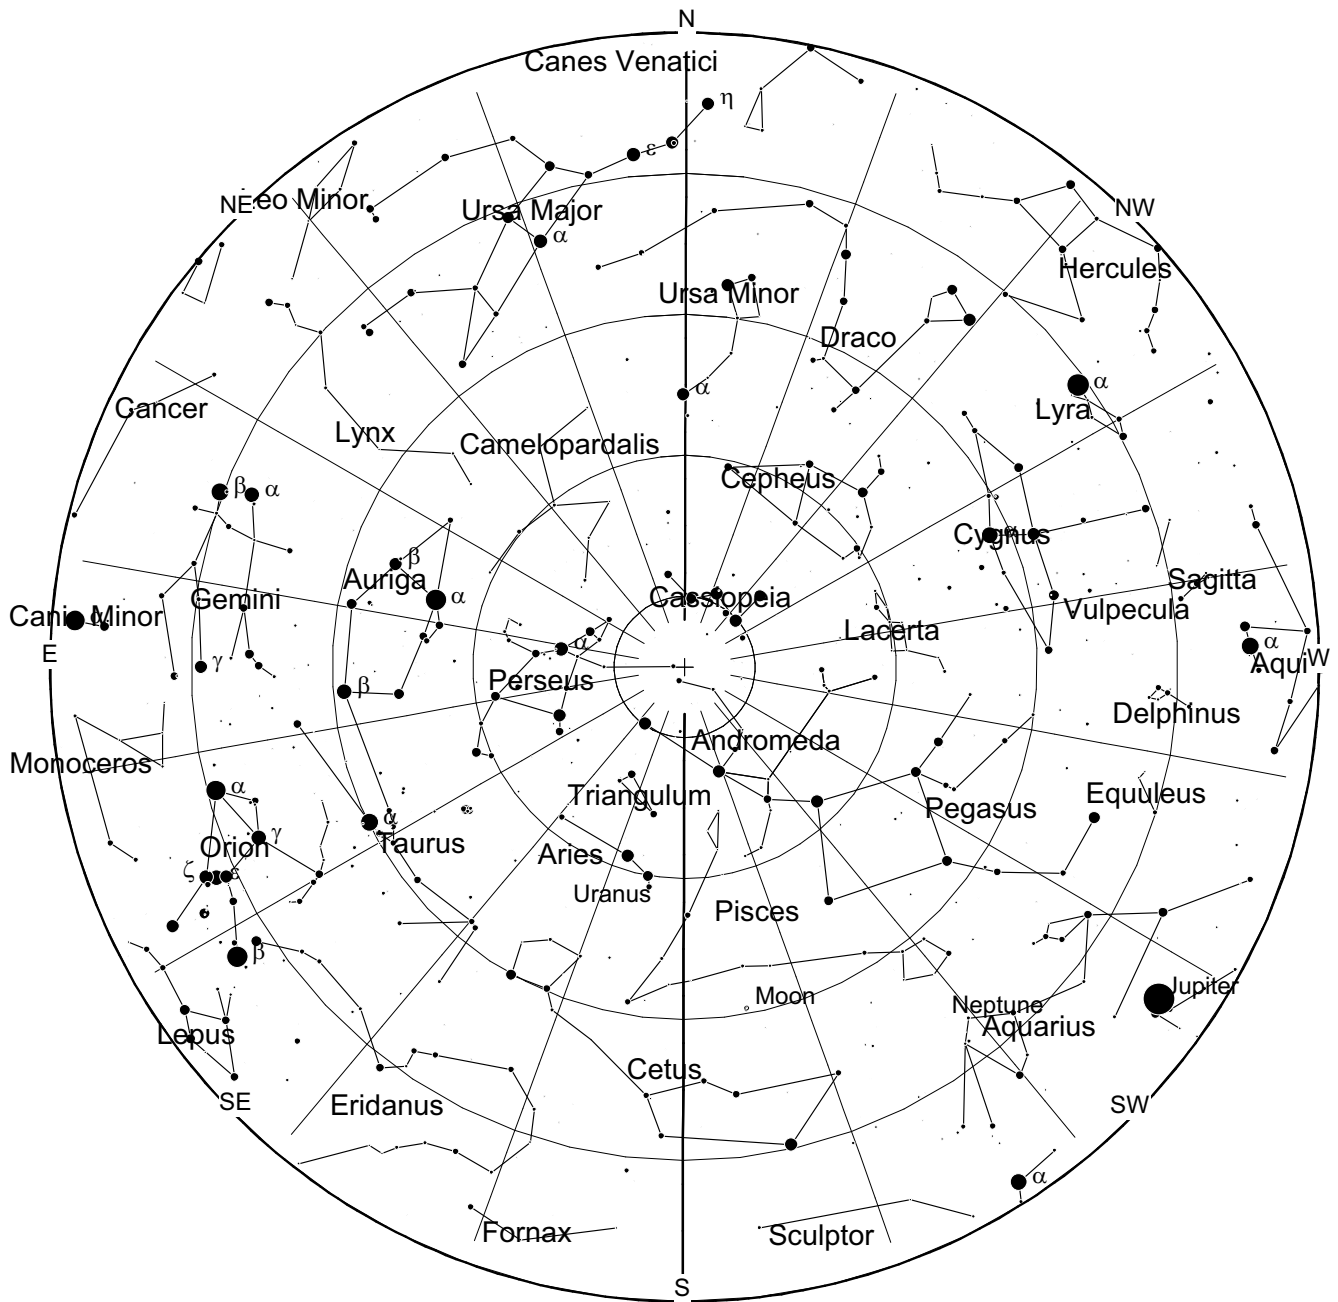 N
Canes Venatici
η
ε
NE
eo Minor
Ursa Major
NW
α
Hercules
Ursa Minor
Draco
α
α
Cancer
Lyra
Lynx
Camelopardalis
Cepheus
β
α
Cygnus
α
β
Auriga
Sagitta
Gemini
α
Cassiopeia
Canis Minor
α
Vulpecula
Lacerta
E
α
α
W
γ
Aqui
Perseus
β
Delphinus
Andromeda
Monoceros
α
Triangulum
Equuleus
Pegasus
α
γ
Taurus
Orion
Aries
ζ
ε
Uranus
Pisces
β
Jupiter
Moon
Neptune
Lepus
Aquarius
Cetus
SE
Eridanus
SW
α
Fornax
Sculptor
S